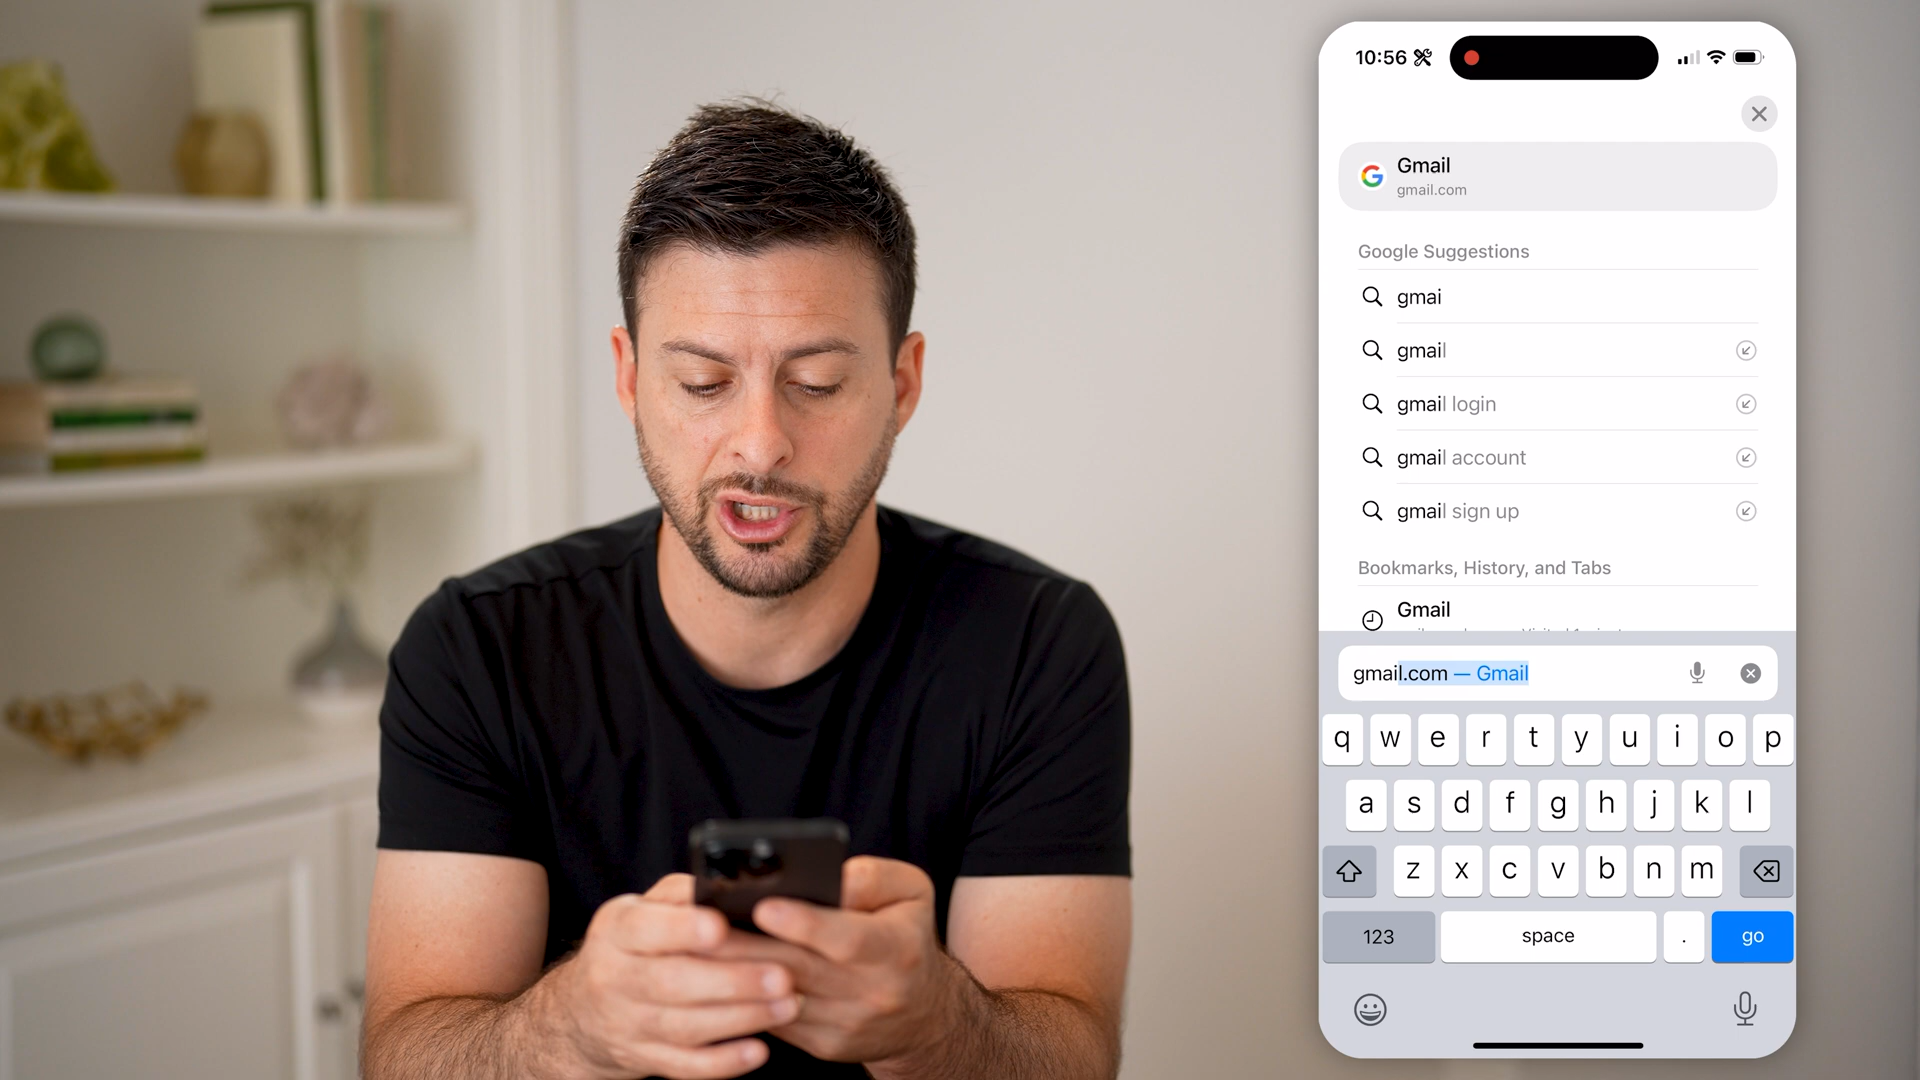 10:56
Gmail
gmail.com
Google Suggestions
gmai
gmail
gmail login
gmail account
gmail sign up
Bookmarks, History, and Tabs
Gmail
gmail.com — Gmail
q w e r t y u i o p
a s d f g h j k l
z x c v b n m
123 space . go